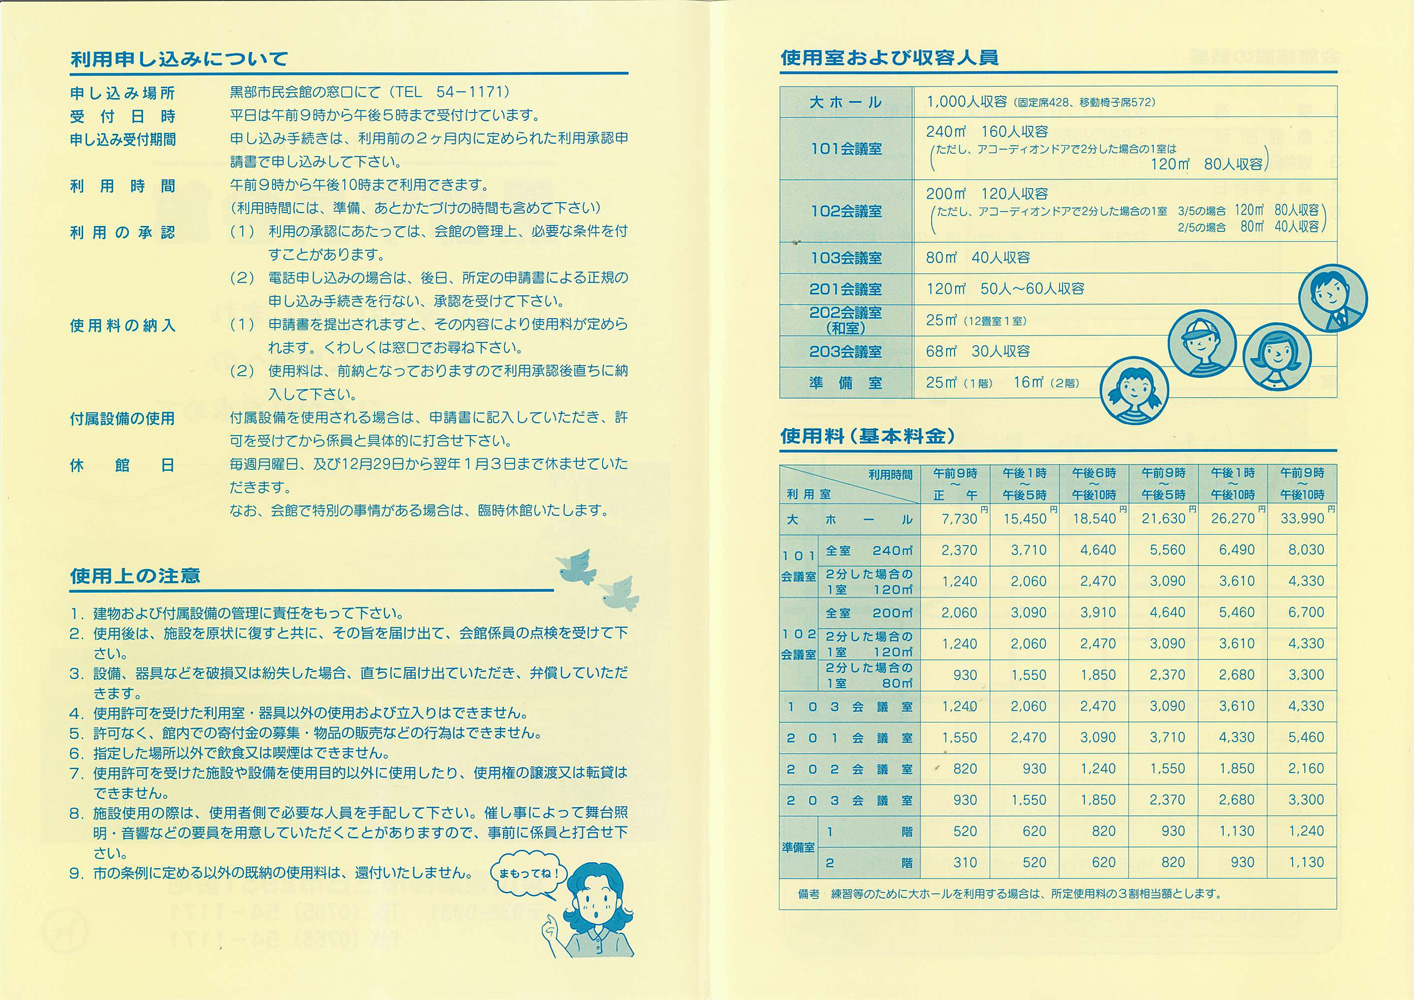 利用申し込みについて
申し込み場所　黒部市民会館の窓口にて（TEL　54－1171）
受付日時　平日は午前9時から午後5時まで受付けています。
申し込み受付期間　申し込み手続きは、利用前の2ヶ月内に定められた利用承認申
請書で申し込みして下さい。
利用時間　午前9時から午後10時まで利用できます。
（利用時間には、準備、あとかたづけの時間も含めて下さい）
利用の承認　（1）　利用の承認にあたっては、会館の管理上、必要な条件を付
すことがあります。
（2）　電話申し込みの場合は、後日、所定の申請書による正規の
申し込み手続きを行ない、承認を受けて下さい。
使用料の納入　（1）　申請書を提出されますと、その内容により使用料が定めら
れます。くわしくは窓口でお尋ね下さい。
（2）　使用料は、前納となっておりますので利用承認後直ちに納
入して下さい。
付属設備の使用　付属設備を使用される場合は、申請書に記入していただき、許
可を受けてから係員と具体的に打合せ下さい。
休館日　毎週月曜日、及び12月29日から翌年1月3日まで休ませていた
だきます。
なお、会館で特別の事情がある場合は、臨時休館いたします。
使用上の注意
1．建物および付属設備の管理に責任をもって下さい。
2．使用後は、施設を原状に復すと共に、その旨を届け出て、会館係員の点検を受けて下
さい。
3．設備、器具などを破損又は紛失した場合、直ちに届け出ていただき、弁償していただ
きます。
4．使用許可を受けた利用室・器具以外の使用および立入りはできません。
5．許可なく、館内での寄付金の募集・物品の販売などの行為はできません。
6．指定した場所以外で飲食又は喫煙はできません。
7．使用許可を受けた施設や設備を使用目的以外に使用したり、使用権の譲渡又は転貸は
できません。
8．施設使用の際は、使用者側で必要な人員を手配して下さい。催し事によって舞台照
明・音響などの要員を用意していただくことがありますので、事前に係員と打合せ下
さい。
9．市の条例に定める以外の既納の使用料は、還付いたしません。
まもってね！
使用室および収容人員
大ホール　1,000人収容（固定席428、移動椅子席572）
101会議室　240㎡　160人収容
（ただし、アコーディオンドアで2分した場合の1室は
120㎡　80人収容）
102会議室　200㎡　120人収容
（ただし、アコーディオンドアで2分した場合の1室　3/5の場合　120㎡　80人収容
2/5の場合　80㎡　40人収容）
103会議室　80㎡　40人収容
201会議室　120㎡　50人～60人収容
202会議室（和室）　25㎡（12畳室1室）
203会議室　68㎡　30人収容
準備室　25㎡（1階）　16㎡（2階）
使用料（基本料金）
利用時間　午前9時～正午　午後1時～午後5時　午後6時～午後10時　午前9時～午後5時　午後1時～午後10時　午前9時～午後10時
利用室
大ホール　7,730円　15,450円　18,540円　21,630円　26,270円　33,990円
101会議室　全室　240㎡　2,370　3,710　4,640　5,560　6,490　8,030
2分した場合の1室　120㎡　1,240　2,060　2,470　3,090　3,610　4,330
102会議室　全室　200㎡　2,060　3,090　3,910　4,640　5,460　6,700
2分した場合の1室　120㎡　1,240　2,060　2,470　3,090　3,610　4,330
2分した場合の1室　80㎡　930　1,550　1,850　2,370　2,680　3,300
103会議室　1,240　2,060　2,470　3,090　3,610　4,330
201会議室　1,550　2,470　3,090　3,710　4,330　5,460
202会議室　820　930　1,240　1,550　1,850　2,160
203会議室　930　1,550　1,850　2,370　2,680　3,300
準備室　1階　520　620　820　930　1,130　1,240
2階　310　520　620　820　930　1,130
備考　練習等のために大ホールを利用する場合は、所定使用料の3割相当額とします。